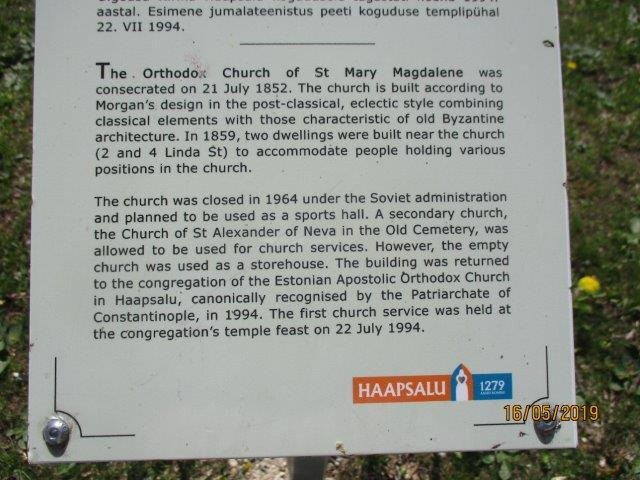 aastal. Esimene jumalateenistus peeti koguduse templipühal
22. VII 1994.
The Orthodox Church of St Mary Magdalene was
consecrated on 21 July 1852. The church is built according to
Morgan's design in the post-classical, eclectic style combining
classical elements with those characteristic of old Byzantine
architecture. In 1859, two dwellings were built near the church
(2 and 4 Linda St) to accommodate people holding various
positions in the church.
The church was closed in 1964 under the Soviet administration
and planned to be used as a sports hall. A secondary church,
the Church of St Alexander of Neva in the Old Cemetery, was
allowed to be used for church services. However, the empty
church was used as a storehouse. The building was returned
to the congregation of the Estonian Apostolic Orthodox Church
in Haapsalu, canonically recognised by the Patriarchate of
Constantinople, in 1994. The first church service was held at
the congregation's temple feast on 22 July 1994.
HAAPSALU 1279
16/05/2019